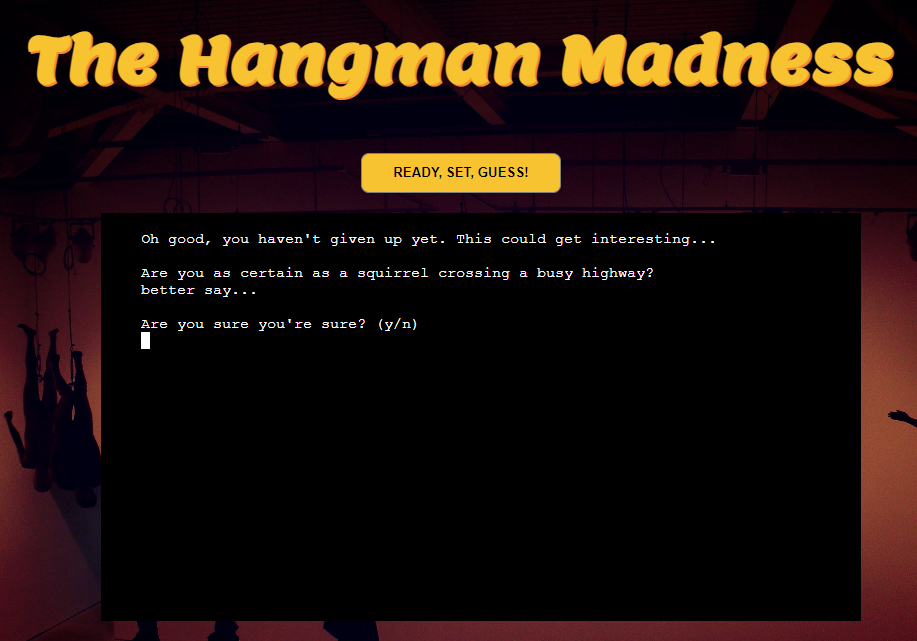 The Hangman Madness
READY, SET, GUESS!
Oh good, you haven't given up yet. This could get interesting...
Are you as certain as a squirrel crossing a busy highway?
better say...
Are you sure you're sure? (y/n)